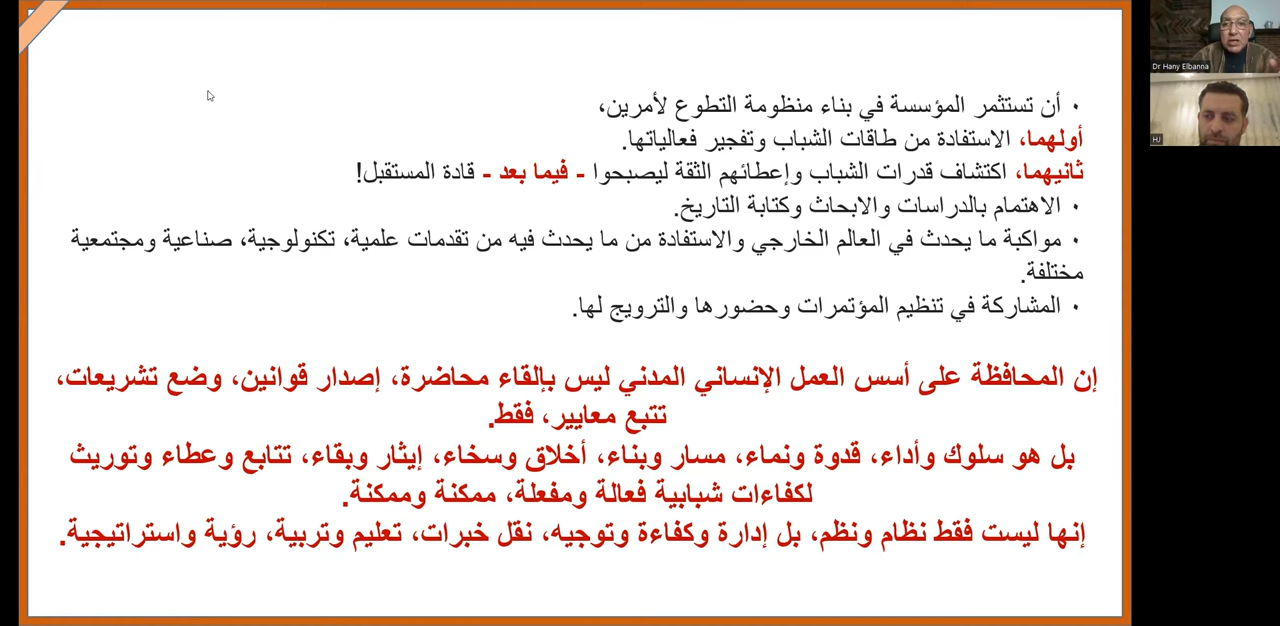 • أن تستثمر المؤسسة في بناء منظومة التطوع لأمرين،
أولهما، الاستفادة من طاقات الشباب وتفجير فعالياتها.
ثانيهما، اكتشاف قدرات الشباب وإعطائهم الثقة ليصبحوا - فيما بعد - قادة المستقبل!
• الاهتمام بالدراسات والابحاث وكتابة التاريخ.
• مواكبة ما يحدث في العالم الخارجي والاستفادة من ما يحدث فيه من تقدمات علمية، تكنولوجية، صناعية ومجتمعية
مختلفة.
• المشاركة في تنظيم المؤتمرات وحضورها والترويج لها.
إن المحافظة على أسس العمل الإنساني المدني ليس بإلقاء محاضرة، إصدار قوانين، وضع تشريعات،
تتبع معايير، فقط.
بل هو سلوك وأداء، قدوة ونماء، مسار وبناء، أخلاق وسخاء، إيثار وبقاء، تتابع وعطاء وتوريث
لكفاءات شبابية فعالة ومفعلة، ممكنة وممكنة.
إنها ليست فقط نظام ونظم، بل إدارة وكفاءة وتوجيه، نقل خبرات، تعليم وتربية، رؤية واستراتيجية.
Dr Hany Elbanna
HJ